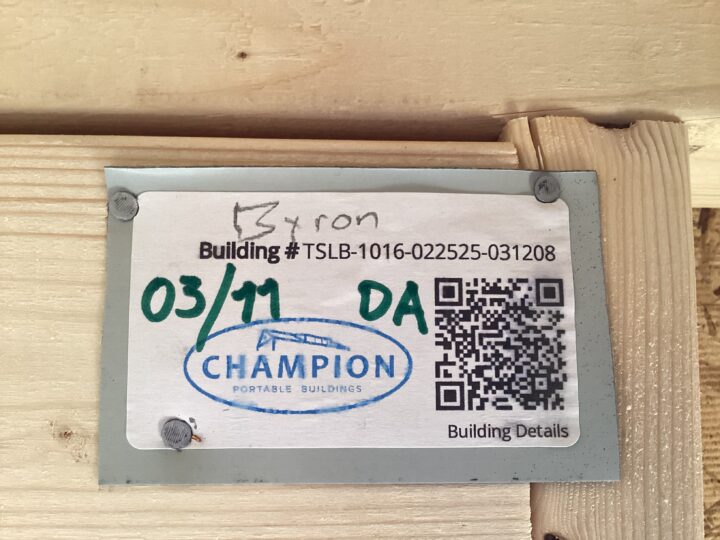 Byron
Building # TSLB-1016-022525-031208
03/11 DA
CHAMPION
PORTABLE BUILDINGS
Building Details